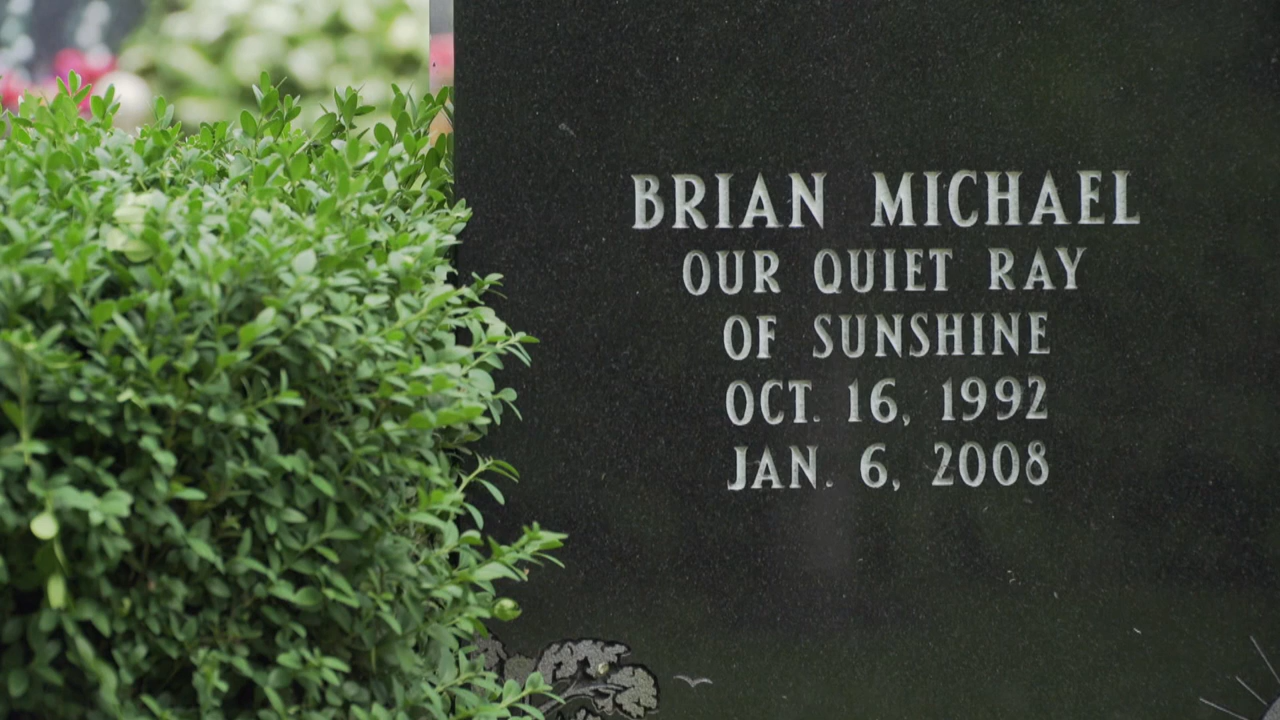 BRIAN MICHAEL
OUR QUIET RAY
OF SUNSHINE
OCT. 16, 1992
JAN. 6, 2008